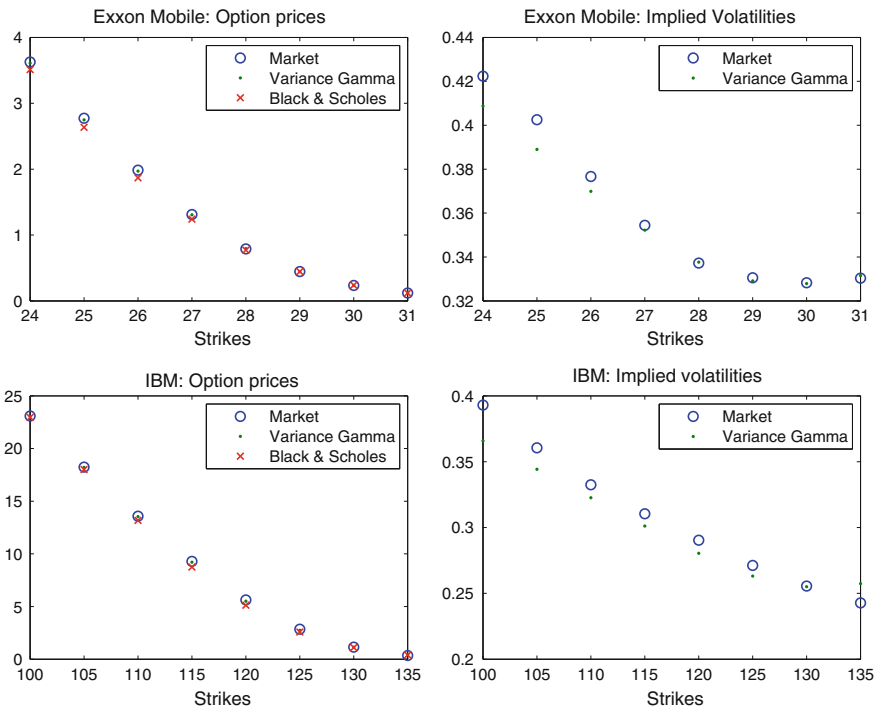 Exxon Mobile: Option prices
4
3
2
1
0
24 25 26 27 28 29 30 31
Strikes
Market
Variance Gamma
Black & Scholes
Exxon Mobile: Implied Volatilities
0.44
0.42
0.4
0.38
0.36
0.34
0.32
24 25 26 27 28 29 30 31
Strikes
Market
Variance Gamma
IBM: Option prices
25
20
15
10
5
0
100 105 110 115 120 125 130 135
Strikes
Market
Variance Gamma
Black & Scholes
IBM: Implied volatilities
0.4
0.35
0.3
0.25
0.2
100 105 110 115 120 125 130 135
Strikes
Market
Variance Gamma